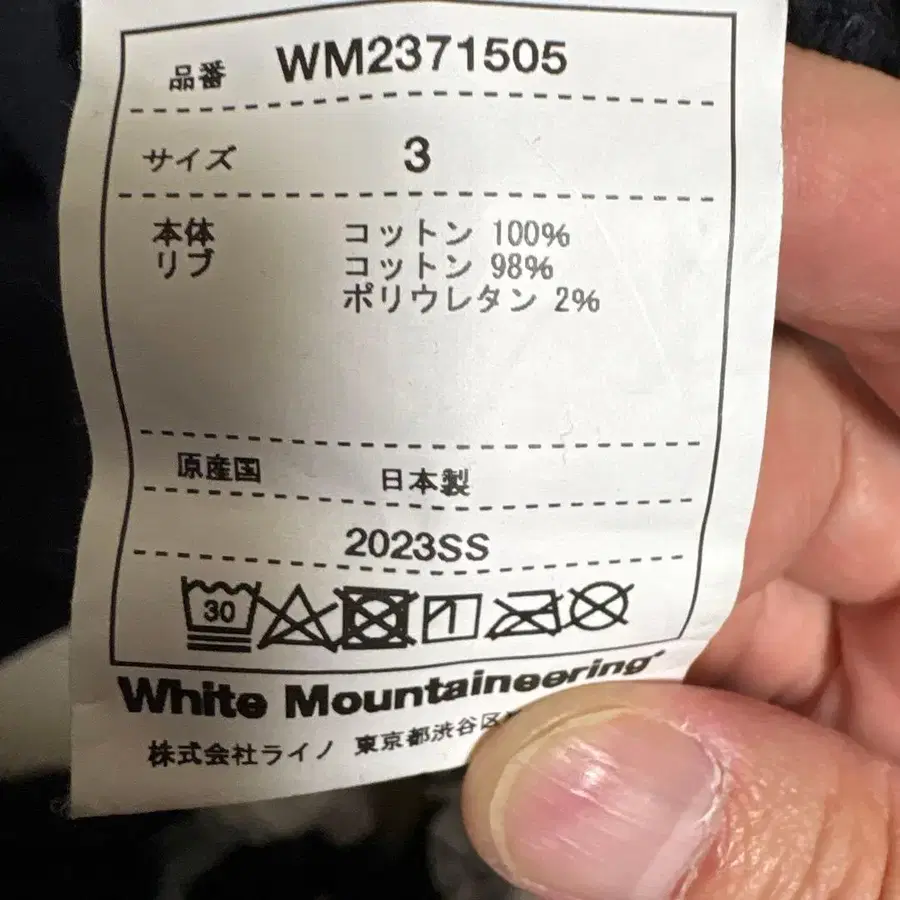 品番 WM2371505
サイズ 3
本体 コットン 100%
リブ コットン 98%
ポリウレタン 2%
原産国 日本製
2023SS
30
White Mountaineering
株式会社ライノ 東京都渋谷区